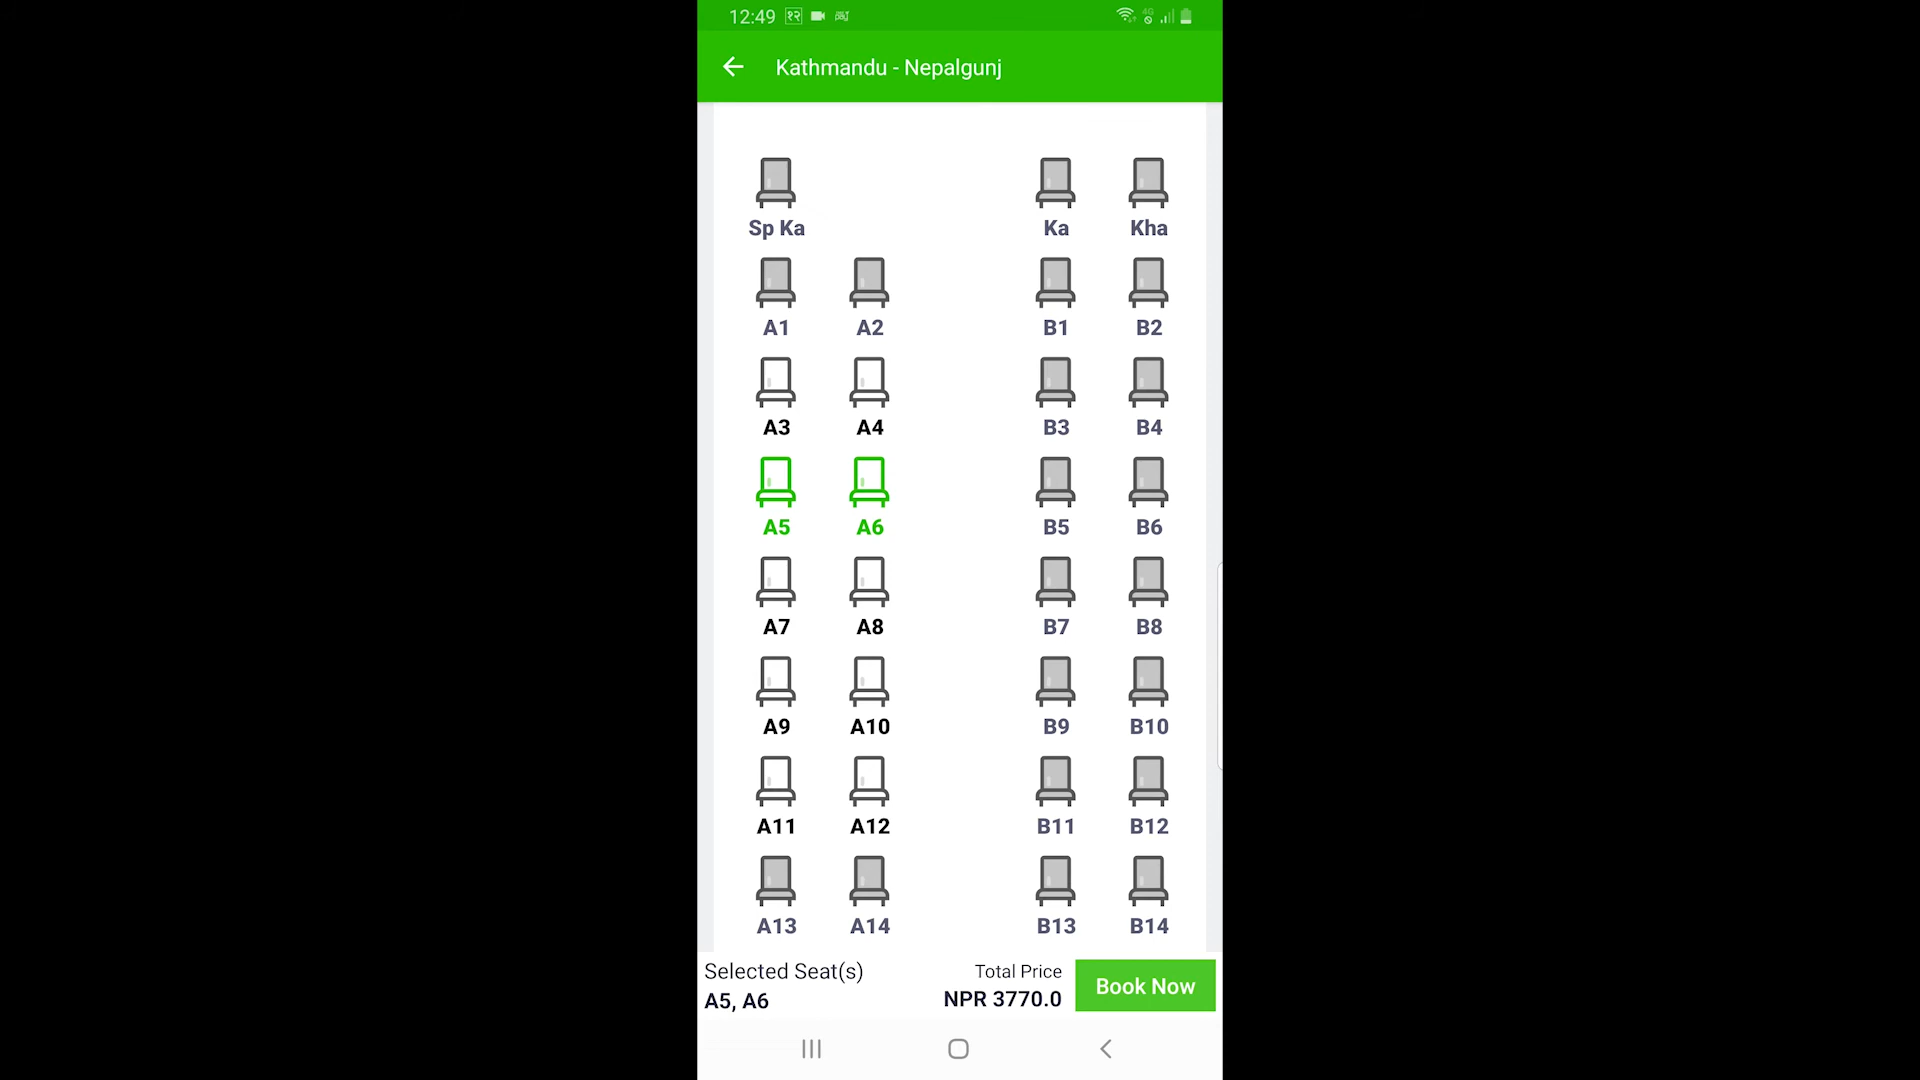 12:49 १२
4G
Kathmandu - Nepalgunj
Sp Ka Ka Kha
A1 A2 B1 B2
A3 A4 B3 B4
A5 A6 B5 B6
A7 A8 B7 B8
A9 A10 B9 B10
A11 A12 B11 B12
A13 A14 B13 B14
Selected Seat(s)
A5, A6
Total Price
NPR 3770.0
Book Now